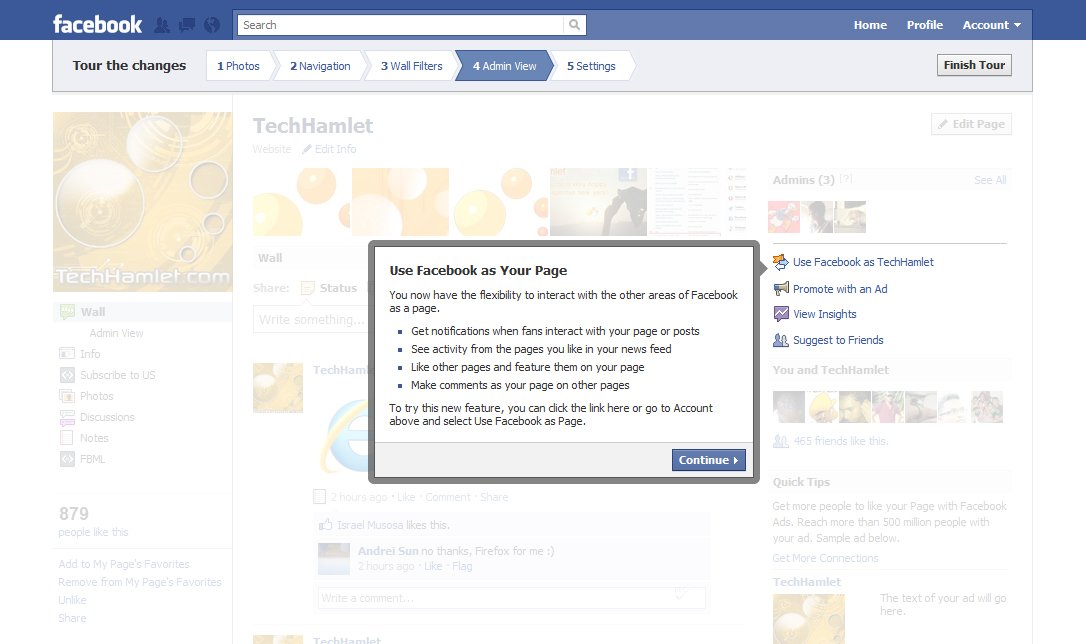 facebook
Search
Home Profile Account
Tour the changes
1 Photos
2 Navigation
3 Wall Filters
4 Admin View
5 Settings
Finish Tour
TechHamlet
Website Edit Info
Edit Page
TechHamlet.com
Wall
Admin View
Info
Subscribe to US
Photos
Discussions
Notes
FBML
879
people like this
Add to My Page's Favorites
Remove from My Page's Favorites
Unlike
Share
Wall
Share: Status
Write something...
TechHaml
Use Facebook as Your Page
You now have the flexibility to interact with the other areas of Facebook
as a page.
Get notifications when fans interact with your page or posts
See activity from the pages you like in your news feed
Like other pages and feature them on your page
Make comments as your page on other pages
To try this new feature, you can click the link here or go to Account
above and select Use Facebook as Page.
Continue
2 hours ago · Like · Comment · Share
Israel Musosa likes this.
Andrei Sun no thanks, Firefox for me :)
2 hours ago · Like · Flag
Write a comment...
TechHamlet
Admins (3) [?] See All
Use Facebook as TechHamlet
Promote with an Ad
View Insights
Suggest to Friends
You and TechHamlet
465 friends like this.
Quick Tips
Get more people to like your Page with Facebook
Ads. Reach more than 500 million people with
your ad. Sample ad below.
Get More Connections
TechHamlet
The text of your ad will go
here.